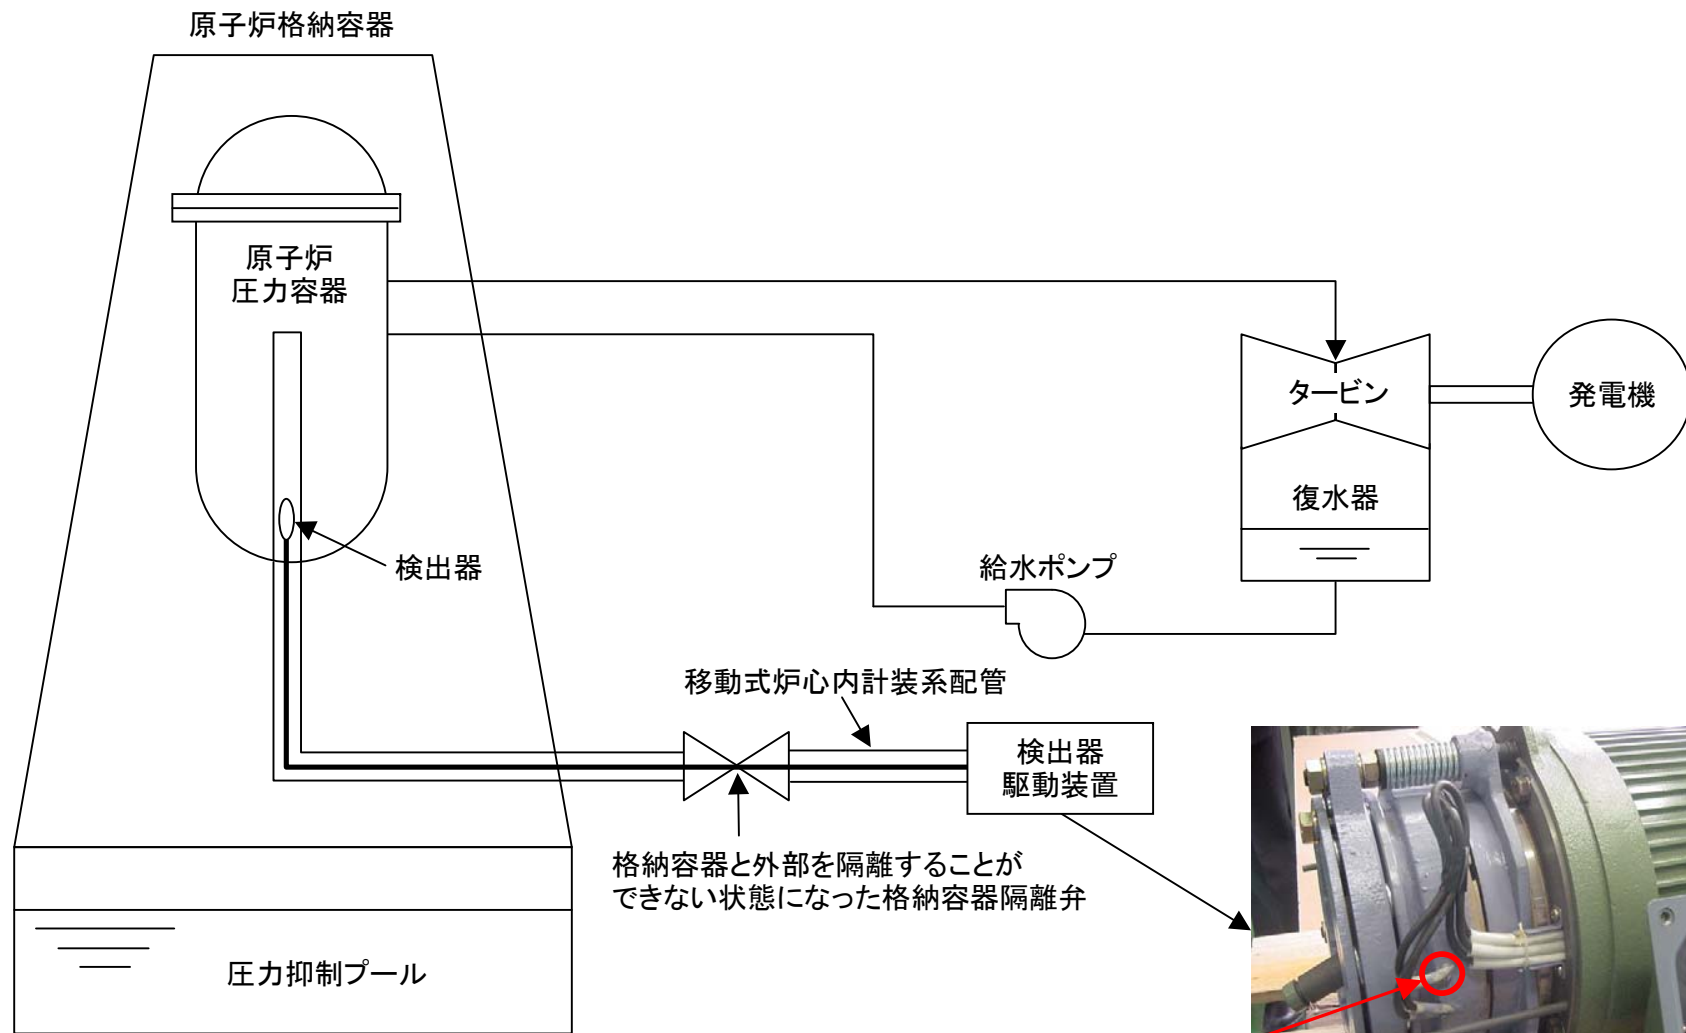 原子炉格納容器
原子炉
圧力容器
タービン
発電機
復水器
検出器
給水ポンプ
移動式炉心内計装系配管
検出器
駆動装置
格納容器と外部を隔離することが
できない状態になった格納容器隔離弁
圧力抑制プール